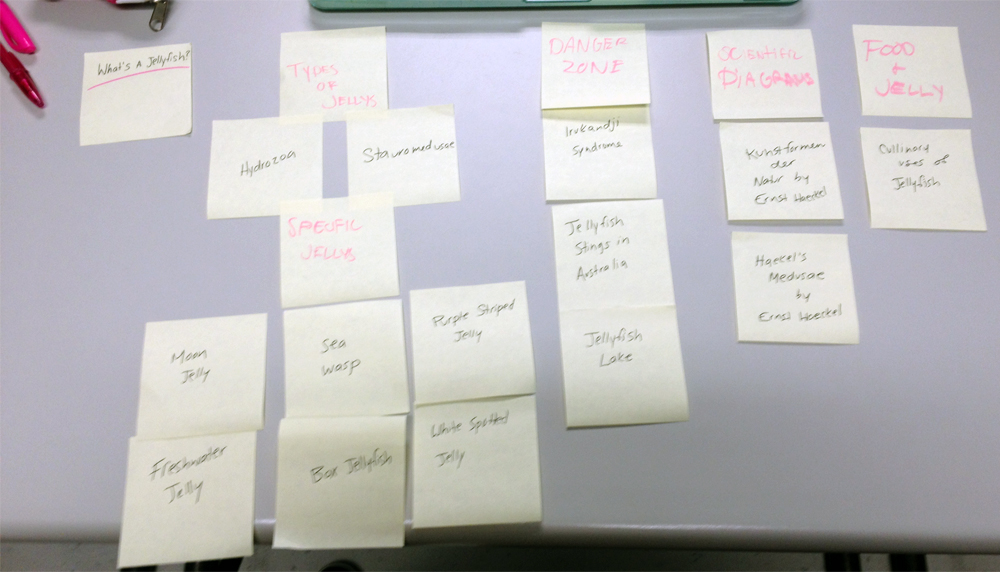 What's A Jellyfish?
TYPES
OF
JELLYS
Hydrozoa
Stauromedusae
SPECIFIC
JELLYS
Moon
Jelly
Sea
Wasp
Purple Striped
Jelly
Freshwater
Jelly
Box Jellyfish
White Spotted
Jelly
DANGER
ZONE
Irukandji
Syndrome
Jellyfish
Stings in
Australia
Jellyfish
Lake
SCIENTIFIC
DIAGRAMS
Kunstformen
der
Natur by
Ernst Haeckel
Haekel's
Medusae
by
Ernst Haeckel
FOOD
+
JELLY
Cullinary
uses of
Jellyfish